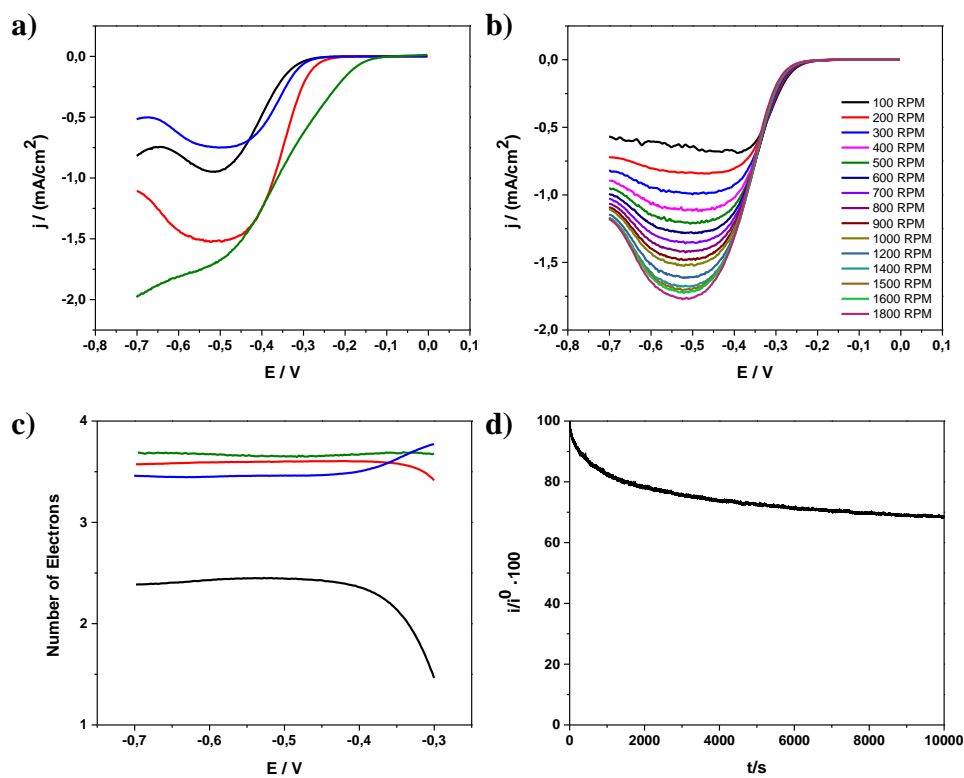 a)
0,0
-0,5
-1,0
-1,5
-2,0
j / (mA/cm²)
-0,8 -0,7 -0,6 -0,5 -0,4 -0,3 -0,2 -0,1 0,0 0,1
E / V
b)
0,0
-0,5
-1,0
-1,5
-2,0
j / (mA/cm²)
100 RPM
200 RPM
300 RPM
400 RPM
500 RPM
600 RPM
700 RPM
800 RPM
900 RPM
1000 RPM
1200 RPM
1400 RPM
1500 RPM
1600 RPM
1800 RPM
-0,8 -0,7 -0,6 -0,5 -0,4 -0,3 -0,2 -0,1 0,0 0,1
E / V
c)
4
3
2
1
Number of Electrons
-0,7 -0,6 -0,5 -0,4 -0,3
E / V
d)
100
80
60
40
20
0
i/i⁰ ·100
0 2000 4000 6000 8000 10000
t/s